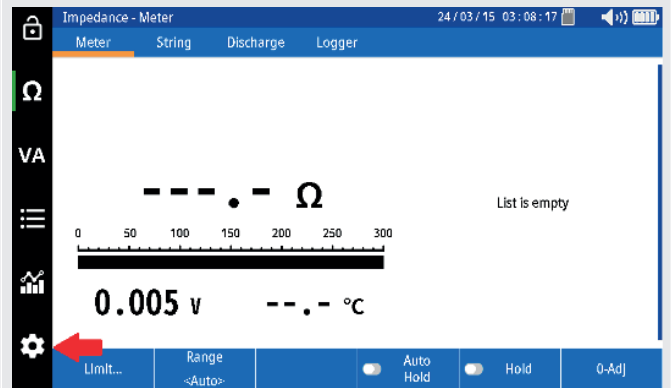 Impedance - Meter 24/03/15 03:08:17
Meter String Discharge Logger
Ω
VA
---.- Ω
List is empty
0 50 100 150 200 250 300
0.005 V --.- °C
Limit...
Range
<Auto>
Auto
Hold
Hold
0-Adj